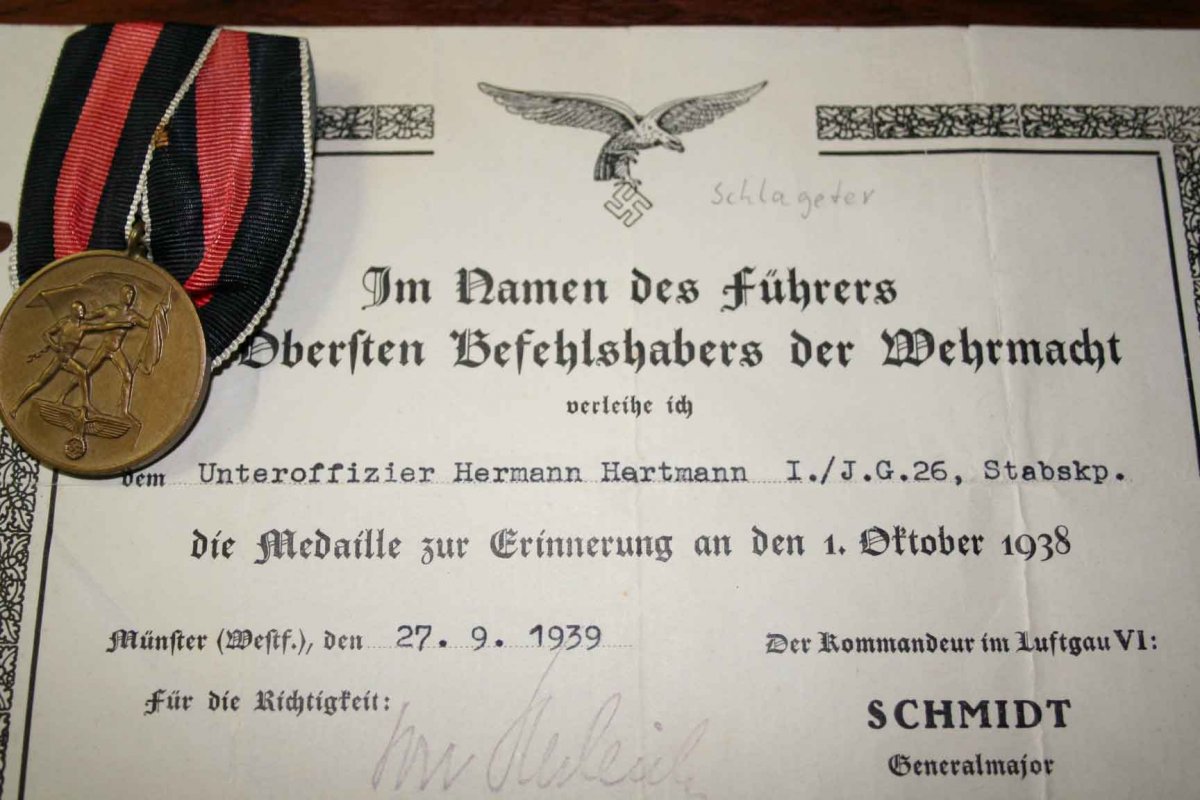 Schlageter
Im Namen des Führers
Obersten Befehlshabers der Wehrmacht
verleihe ich
dem Unteroffizier Hermann Hartmann I./J.G.26, Stabskp.
die Medaille zur Erinnerung an den 1. Oktober 1938
Münster (Westf.), den 27. 9. 1939
Der Kommandeur im Luftgau VI:
Für die Richtigkeit:
SCHMIDT
Generalmajor